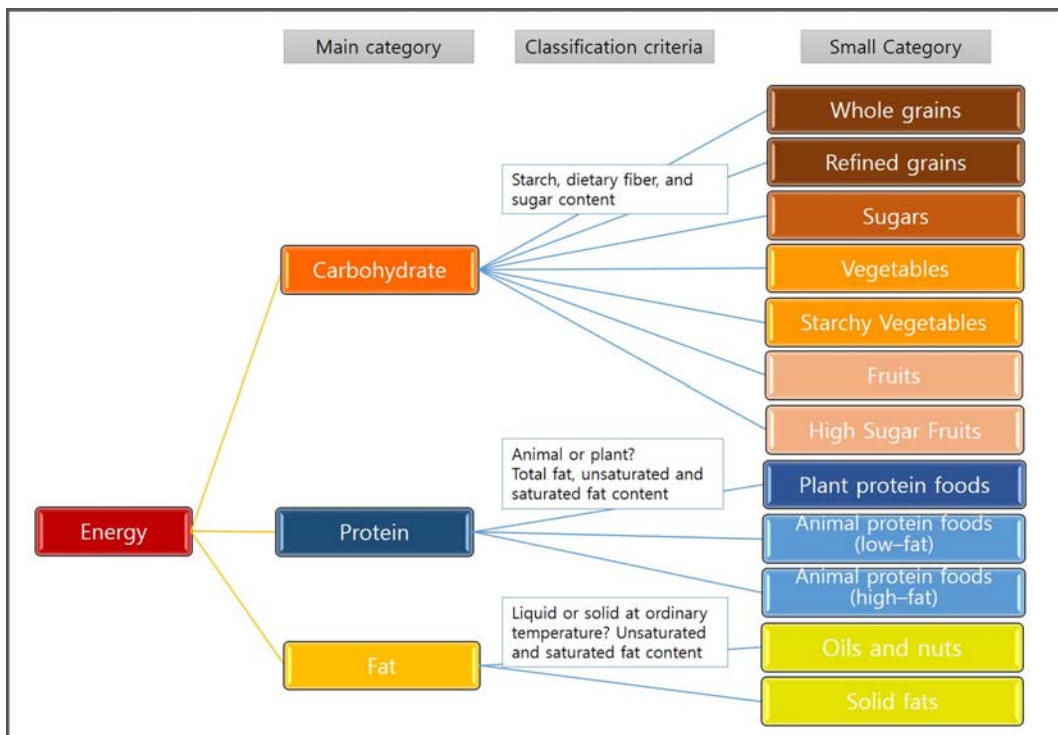 Main category
Classification criteria
Small Category
Whole grains
Refined grains
Starch, dietary fiber, and
sugar content
Sugars
Carbohydrate
Vegetables
Starchy Vegetables
Fruits
High Sugar Fruits
Animal or plant?
Total fat, unsaturated and
saturated fat content
Plant protein foods
Energy
Protein
Animal protein foods
(low–fat)
Animal protein foods
(high–fat)
Liquid or solid at ordinary
temperature? Unsaturated
and saturated fat content
Fat
Oils and nuts
Solid fats